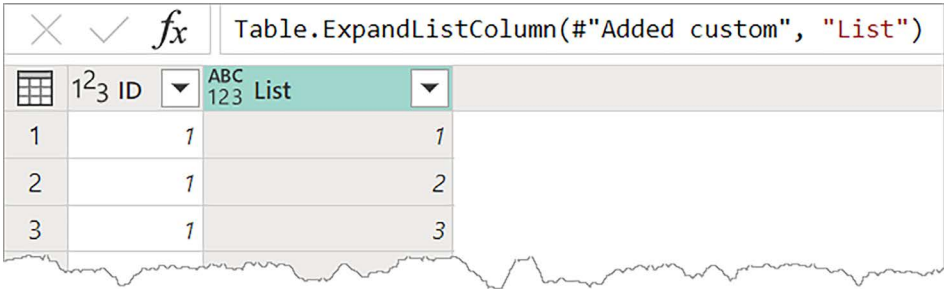 fx Table.ExpandListColumn(#"Added custom", "List")
123 ID ABC 123 List
1 1 1
2 1 2
3 1 3